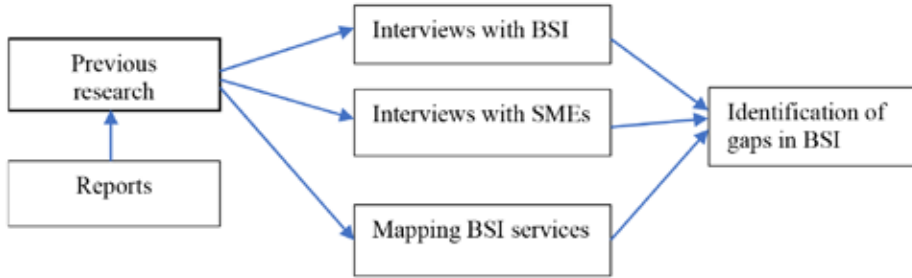 Previous
research
Reports
Interviews with BSI
Interviews with SMEs
Mapping BSI services
Identification of
gaps in BSI